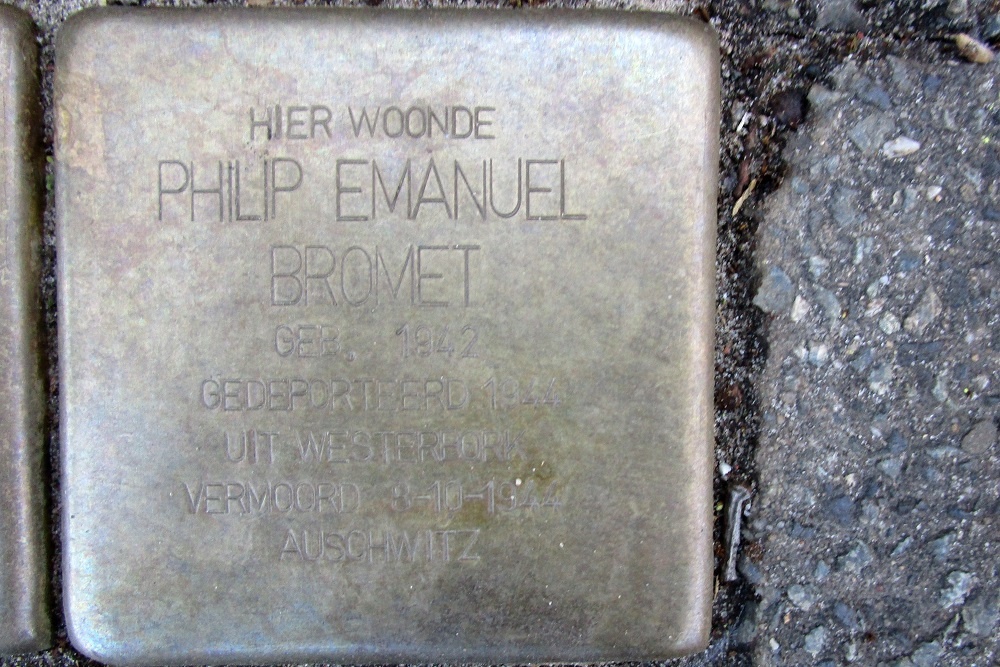 HIER WOONDE
PHILIP EMANUEL
BROMET
GEB. 1942
GEDEPORTEERD 1944
UIT WESTERBORK
VERMOORD 8-10-1944
AUSCHWITZ